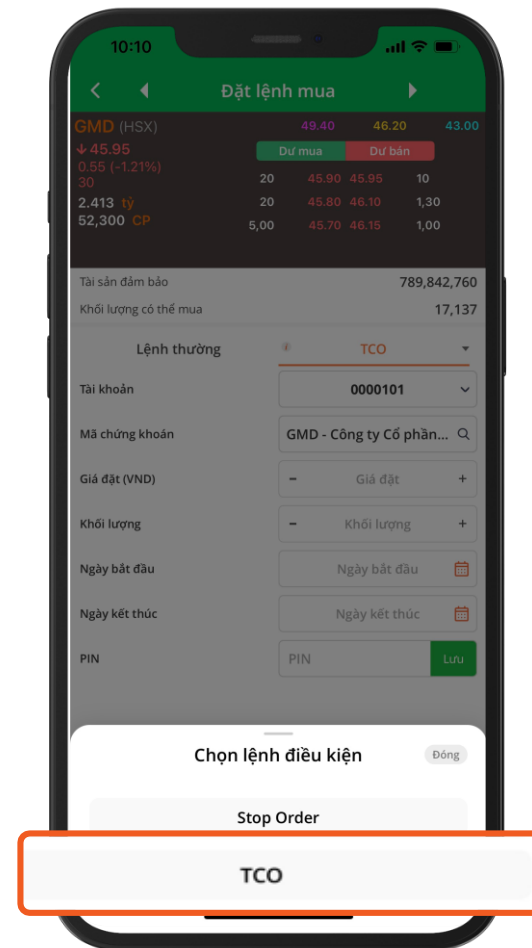 10:10
Đặt lệnh mua
GMD (HSX) 49.40 46.20 43.00
45.95 Dư mua Dư bán
0.55 (-1.21%)
30 20 45.90 45.95 10
2.413 tỷ 20 45.80 46.10 1,30
52,300 CP 5,00 45.70 46.15 1,00
Tài sản đảm bảo 789,842,760
Khối lượng có thể mua 17,137
Lệnh thường TCO
Tài khoản 0000101
Mã chứng khoán GMD - Công ty Cổ phần...
Giá đặt (VND) - Giá đặt +
Khối lượng - Khối lượng +
Ngày bắt đầu Ngày bắt đầu
Ngày kết thúc Ngày kết thúc
PIN PIN Lưu
Chọn lệnh điều kiện Đóng
Stop Order
TCO